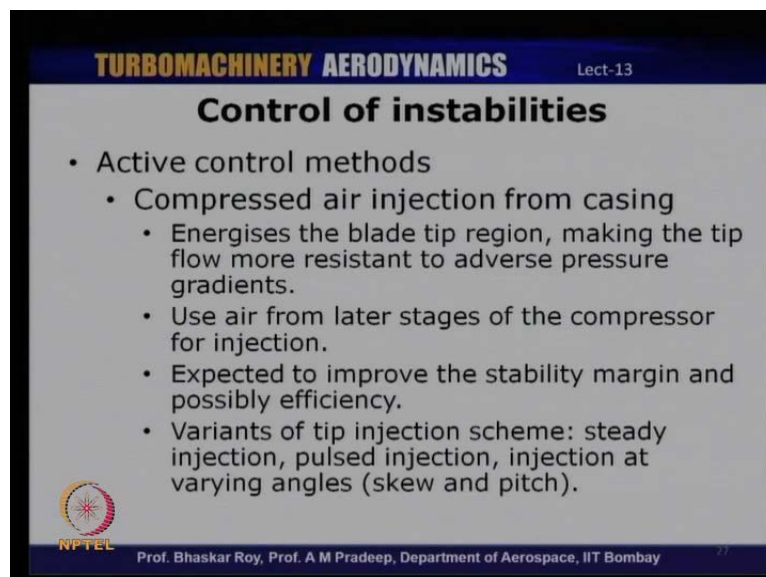 TURBOMACHINERY AERODYNAMICS Lect-13
Control of instabilities
• Active control methods
• Compressed air injection from casing
• Energises the blade tip region, making the tip
flow more resistant to adverse pressure
gradients.
• Use air from later stages of the compressor
for injection.
• Expected to improve the stability margin and
possibly efficiency.
• Variants of tip injection scheme: steady
injection, pulsed injection, injection at
varying angles (skew and pitch).
NPTEL
Prof. Bhaskar Roy, Prof. A M Pradeep, Department of Aerospace, IIT Bombay
27